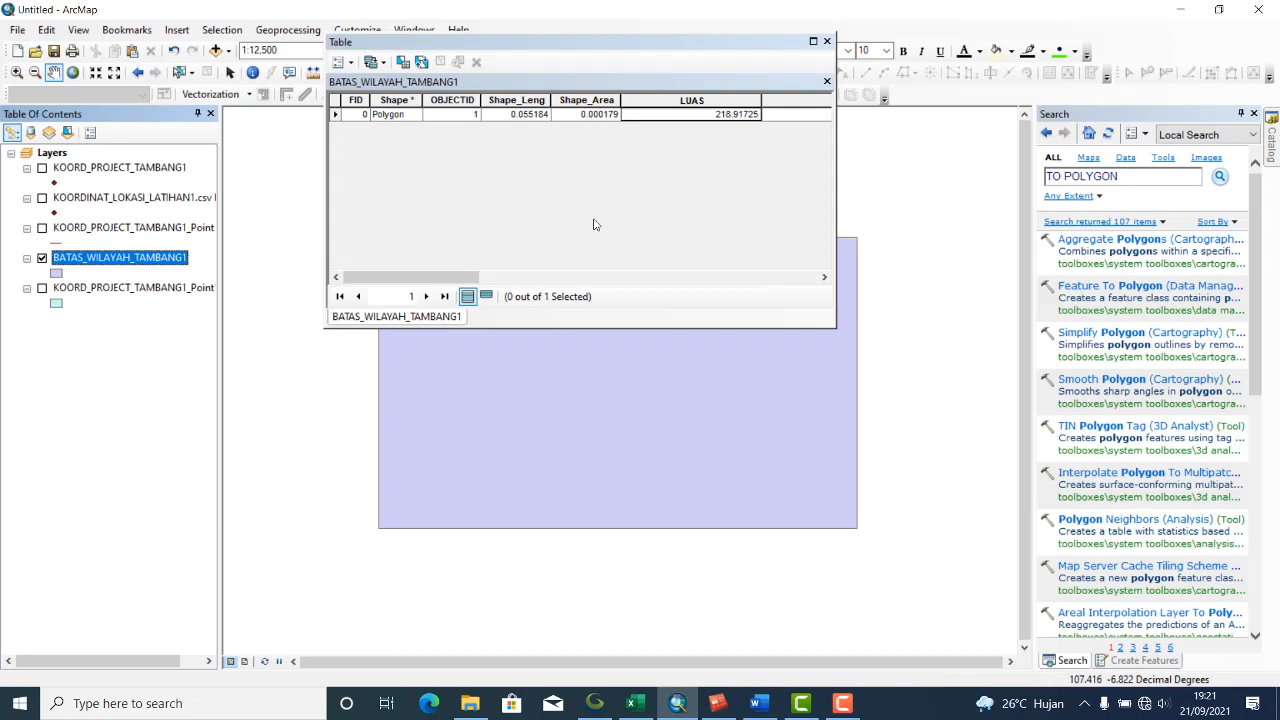 Untitled - ArcMap
File Edit View Bookmarks Insert Selection Geoprocessing Customize Windows Help
1:12,500
10 B I U A
Vectorization
Table Of Contents
Layers
KOORD_PROJECT_TAMBANG1
KOORDINAT_LOKASI_LATIHAN1.csv
KOORD_PROJECT_TAMBANG1_Point
BATAS_WILAYAH_TAMBANG1
KOORD_PROJECT_TAMBANG1_Point
Table
BATAS_WILAYAH_TAMBANG1
FID Shape * OBJECTID Shape_Leng Shape_Area LUAS
0 Polygon 1 0.055184 0.000179 218.91725
1 (0 out of 1 Selected)
BATAS_WILAYAH_TAMBANG1
Search
Local Search
ALL Maps Data Tools Images
TO POLYGON
Any Extent
Search returned 107 items Sort By
Aggregate Polygons (Cartograph...
Combines polygons within a specifi...
toolboxes\system toolboxes\cartogr...
Feature To Polygon (Data Manag...
Creates a feature class containing p...
toolboxes\system toolboxes\data ma...
Simplify Polygon (Cartography) (T...
Simplifies polygon outlines by remo...
toolboxes\system toolboxes\cartogra...
Smooth Polygon (Cartography) (...
Smooths sharp angles in polygon o...
toolboxes\system toolboxes\cartogra...
TIN Polygon Tag (3D Analyst) (Tool)
Creates polygon features using tag ...
toolboxes\system toolboxes\3d anal...
Interpolate Polygon To Multipatc...
Creates surface-conforming multipat...
toolboxes\system toolboxes\3d anal...
Polygon Neighbors (Analysis) (Tool)
Creates a table with statistics based ...
toolboxes\system toolboxes\analysis...
Map Server Cache Tiling Scheme ...
Creates a new polygon feature clas...
toolboxes\system toolboxes\cartogra...
Areal Interpolation Layer To Poly...
Reaggregates the predictions of an A...
1 2 3 4 5 6
Search Create Features
Catalog
107.416 -6.822 Decimal Degrees
Type here to search
26°C Hujan
19:21
21/09/2021